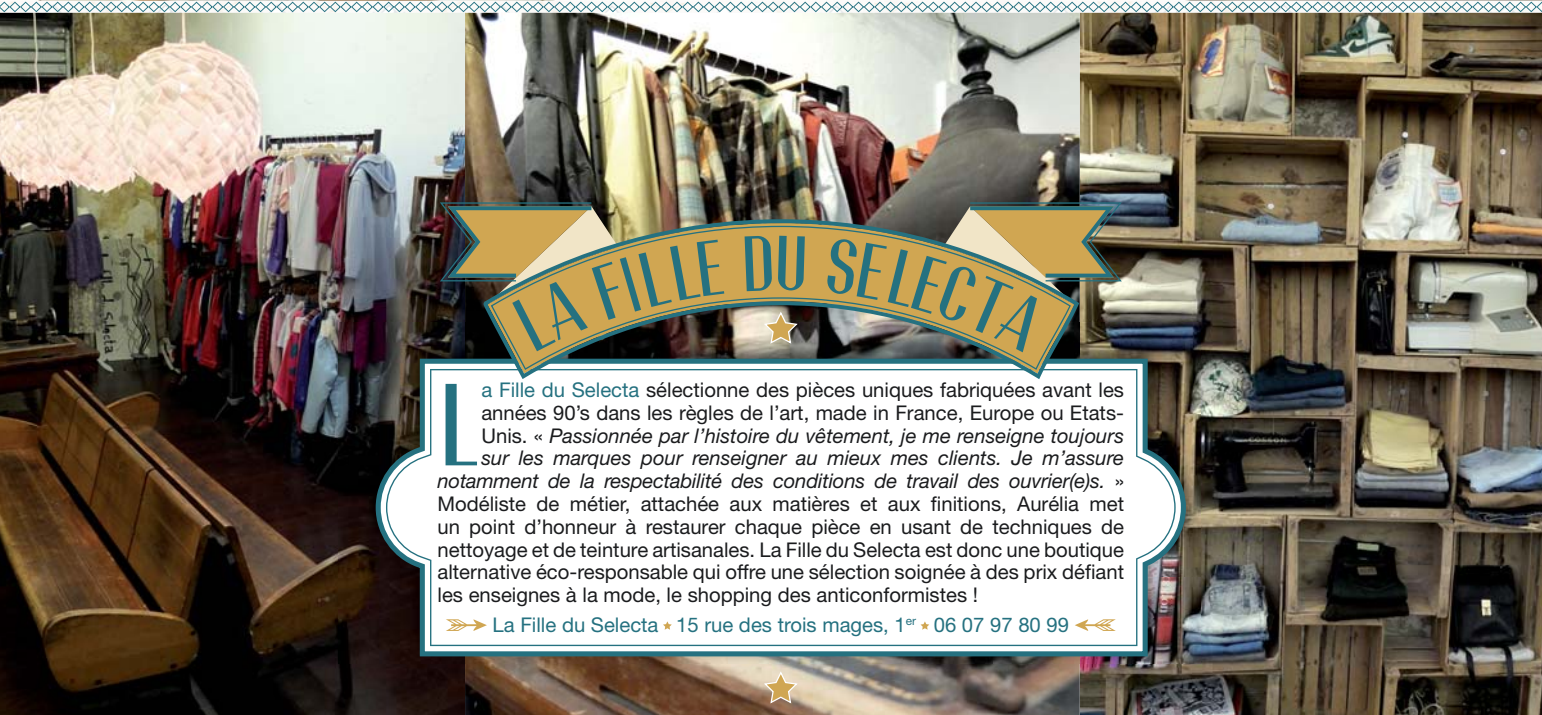 LA FILLE DU SELECTA
La Fille du Selecta sélectionne des pièces uniques fabriquées avant les
années 90’s dans les règles de l’art, made in France, Europe ou Etats-
Unis. « Passionnée par l’histoire du vêtement, je me renseigne toujours
sur les marques pour renseigner au mieux mes clients. Je m’assure
notamment de la respectabilité des conditions de travail des ouvrier(e)s. »
Modéliste de métier, attachée aux matières et aux finitions, Aurélia met
un point d’honneur à restaurer chaque pièce en usant de techniques de
nettoyage et de teinture artisanales. La Fille du Selecta est donc une boutique
alternative éco-responsable qui offre une sélection soignée à des prix défiant
les enseignes à la mode, le shopping des anticonformistes !
La Fille du Selecta ★ 15 rue des trois mages, 1er ★ 06 07 97 80 99